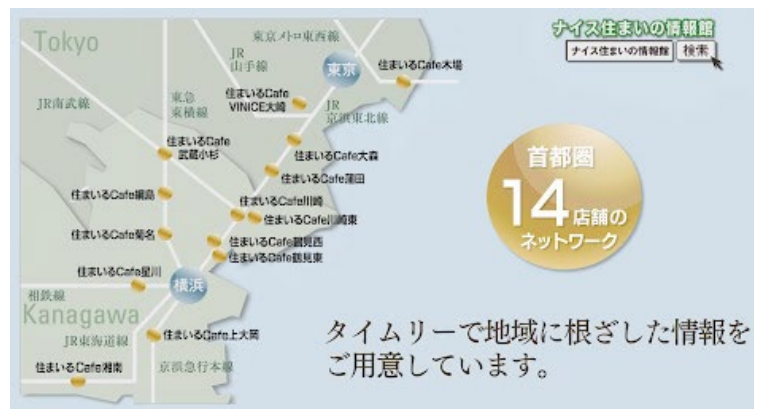 Tokyo
東京メトロ東西線
JR
山手線
東京
住まいるCafe木場
ナイス住まいの情報館
ナイス住まいの情報館
検索
JR南武線
東急
東横線
住まいるCafe
VINICE大崎
JR
京浜東北線
住まいるCafe
武蔵小杉
住まいるCafe大森
住まいるCafe蒲田
住まいるCafe綱島
住まいるCafe川崎
住まいるCafe川崎東
住まいるCafe菊名
住まいるCafe鶴見西
住まいるCafe鶴見東
住まいるCafe星川
横浜
相鉄線
Kanagawa
JR東海道線
住まいるCafe上大岡
住まいるCafe湘南
京浜急行本線
首都圏
14店舗の
ネットワーク
タイムリーで地域に根ざした情報を
ご用意しています。